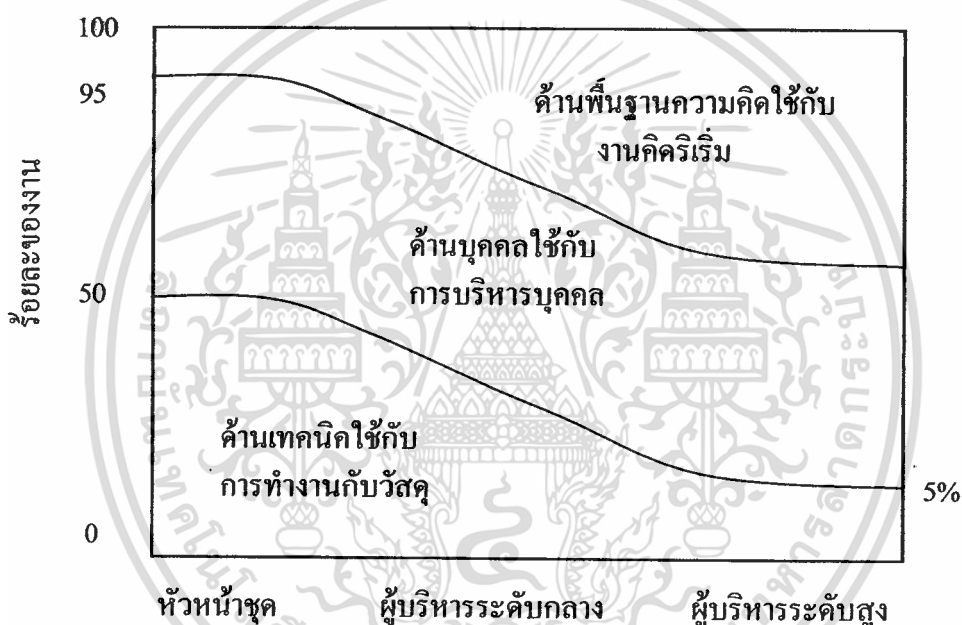 100
95
ด้านพื้นฐานความคิดใช้กับ
งานคิดริเริ่ม
ร้อยละของงาน
ด้านบุคคลใช้กับ
การบริหารบุคคล
50
ด้านเทคนิคใช้กับ
การทำงานกับวัสดุ
5%
0
หัวหน้าชุด ผู้บริหารระดับกลาง ผู้บริหารระดับสูง